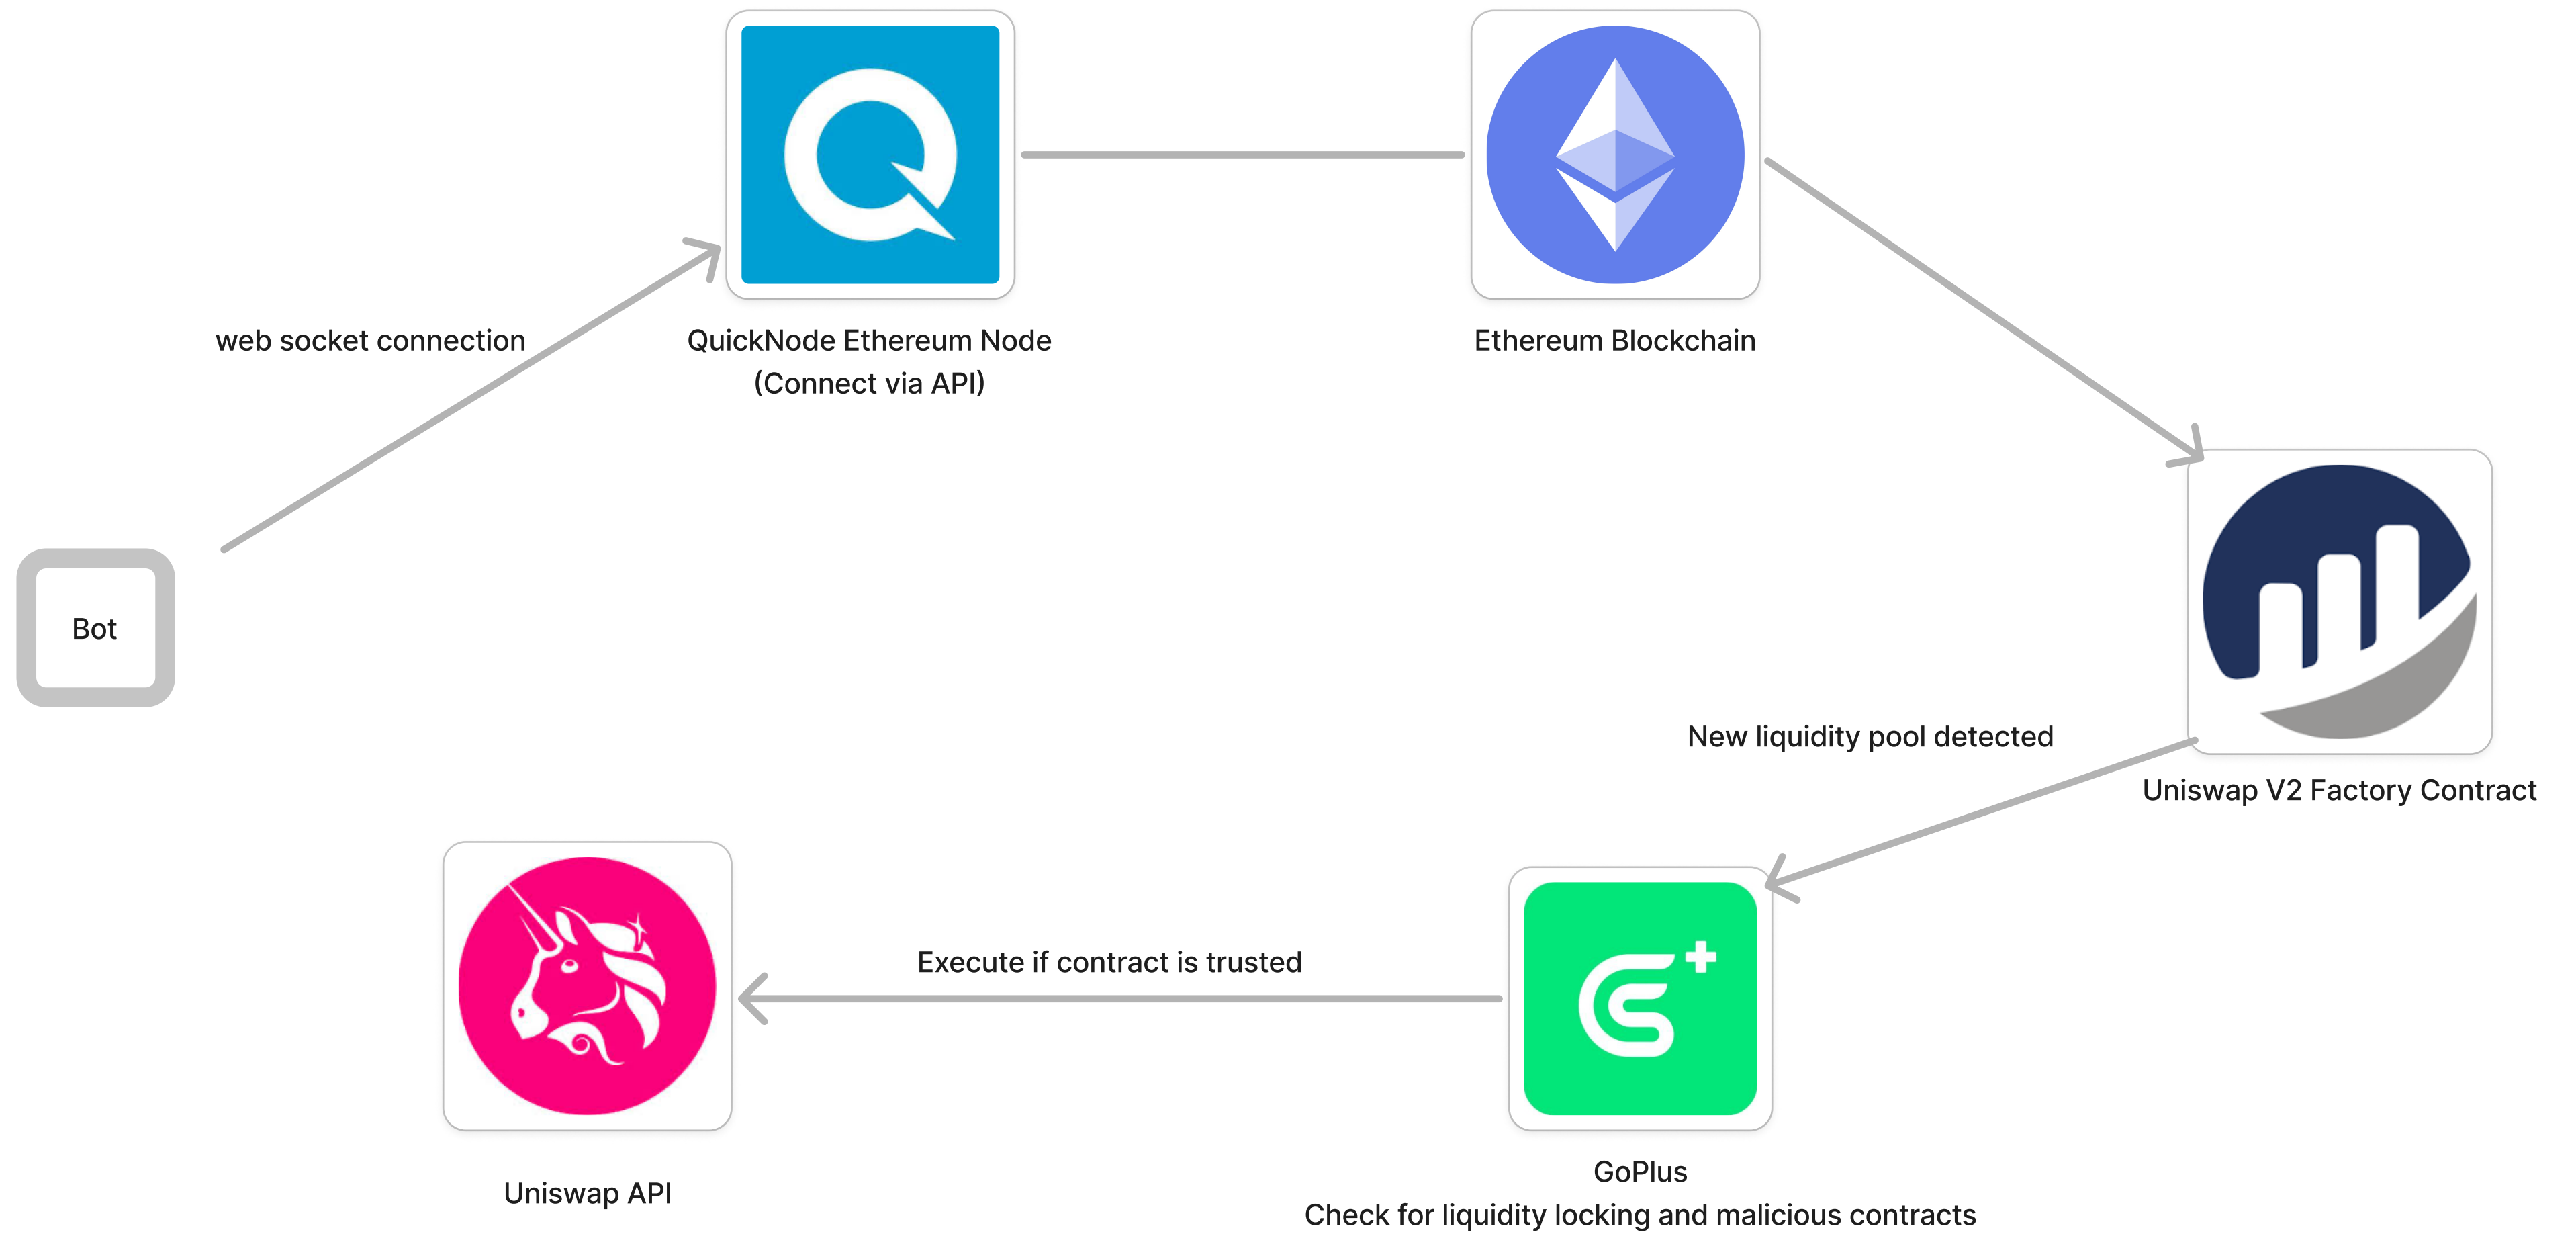 web socket connection
QuickNode Ethereum Node
(Connect via API)
Ethereum Blockchain
Bot
New liquidity pool detected
Uniswap V2 Factory Contract
Execute if contract is trusted
Uniswap API
GoPlus
Check for liquidity locking and malicious contracts